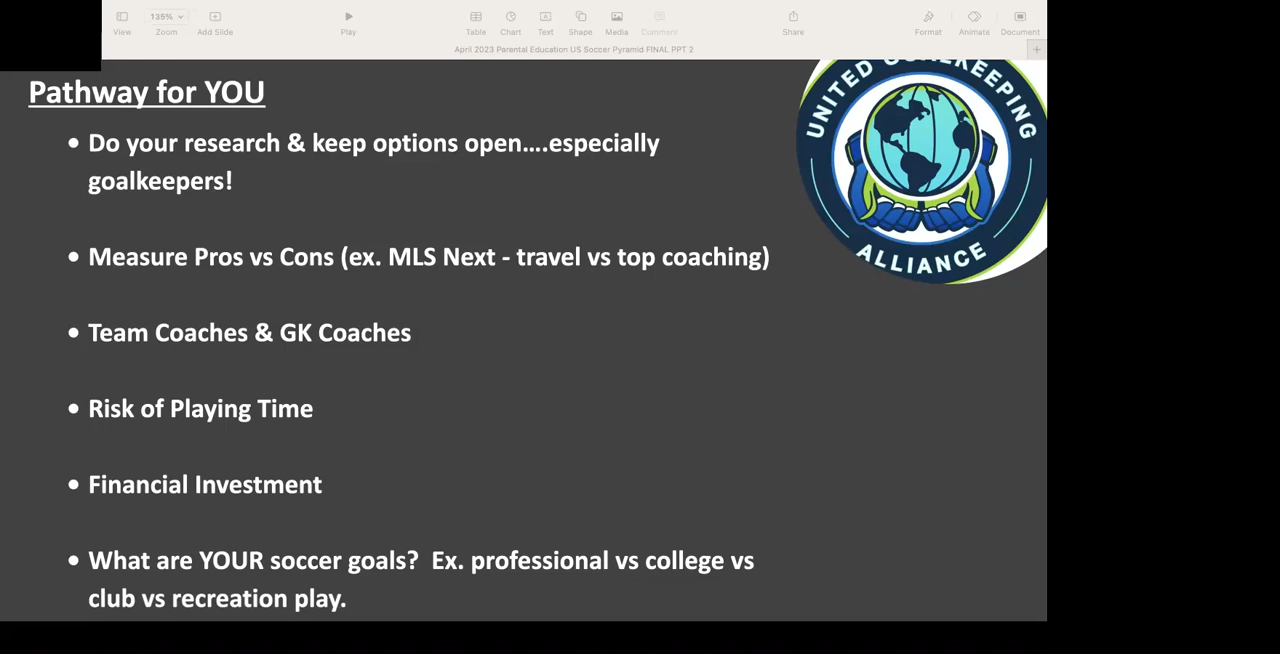 View
135%
Zoom
Add Slide
Play
Table
Chart
Text
Shape
Media
Comment
Share
Format
Animate
Document
April 2023 Parental Education US Soccer Pyramid FINAL PPT 2
Pathway for YOU
UNITED GOALKEEPING
ALLIANCE
• Do your research & keep options open....especially
goalkeepers!
• Measure Pros vs Cons (ex. MLS Next - travel vs top coaching)
• Team Coaches & GK Coaches
• Risk of Playing Time
• Financial Investment
• What are YOUR soccer goals?  Ex. professional vs college vs
club vs recreation play.